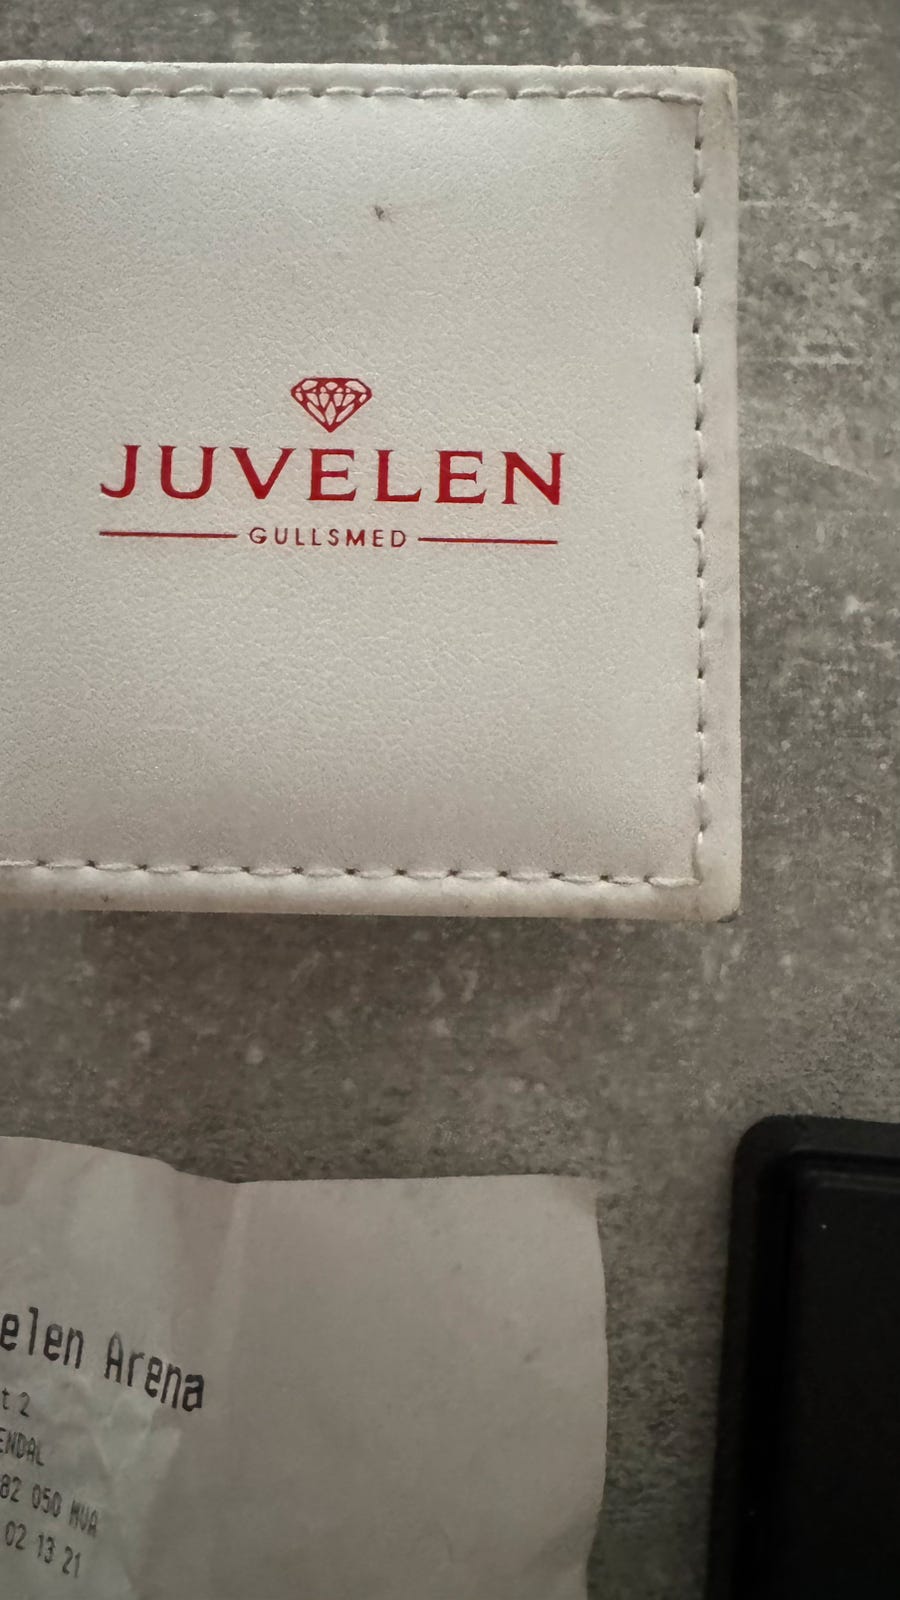 JUVELEN
GULLSMED
elen Arena
t 2
ENDAL
82 050 MVA
02 13 21